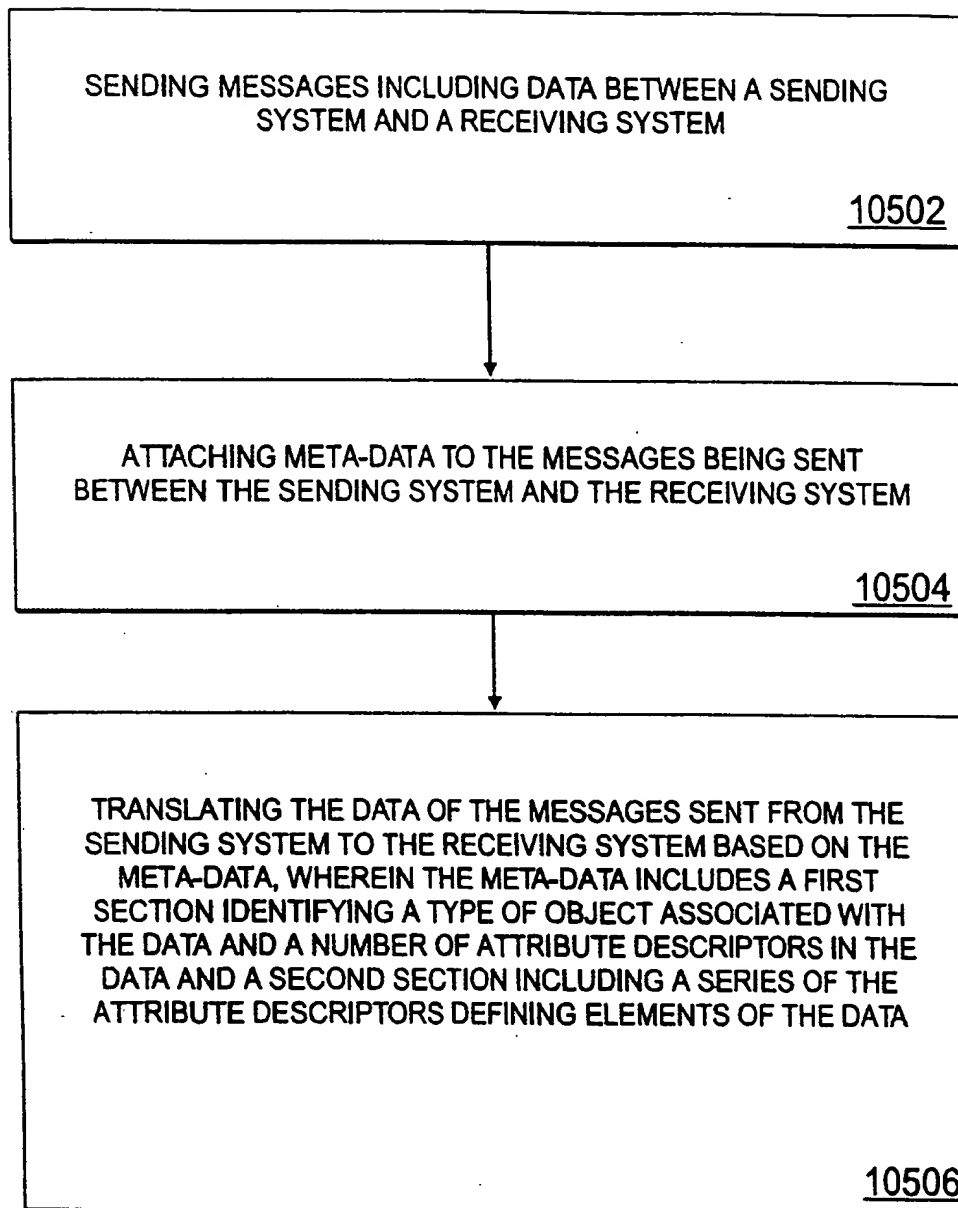 SENDING MESSAGES INCLUDING DATA BETWEEN A SENDING
SYSTEM AND A RECEIVING SYSTEM
10502
ATTACHING META-DATA TO THE MESSAGES BEING SENT
BETWEEN THE SENDING SYSTEM AND THE RECEIVING SYSTEM
10504
TRANSLATING THE DATA OF THE MESSAGES SENT FROM THE
SENDING SYSTEM TO THE RECEIVING SYSTEM BASED ON THE
META-DATA, WHEREIN THE META-DATA INCLUDES A FIRST
SECTION IDENTIFYING A TYPE OF OBJECT ASSOCIATED WITH
THE DATA AND A NUMBER OF ATTRIBUTE DESCRIPTORS IN THE
DATA AND A SECOND SECTION INCLUDING A SERIES OF THE
ATTRIBUTE DESCRIPTORS DEFINING ELEMENTS OF THE DATA
10506